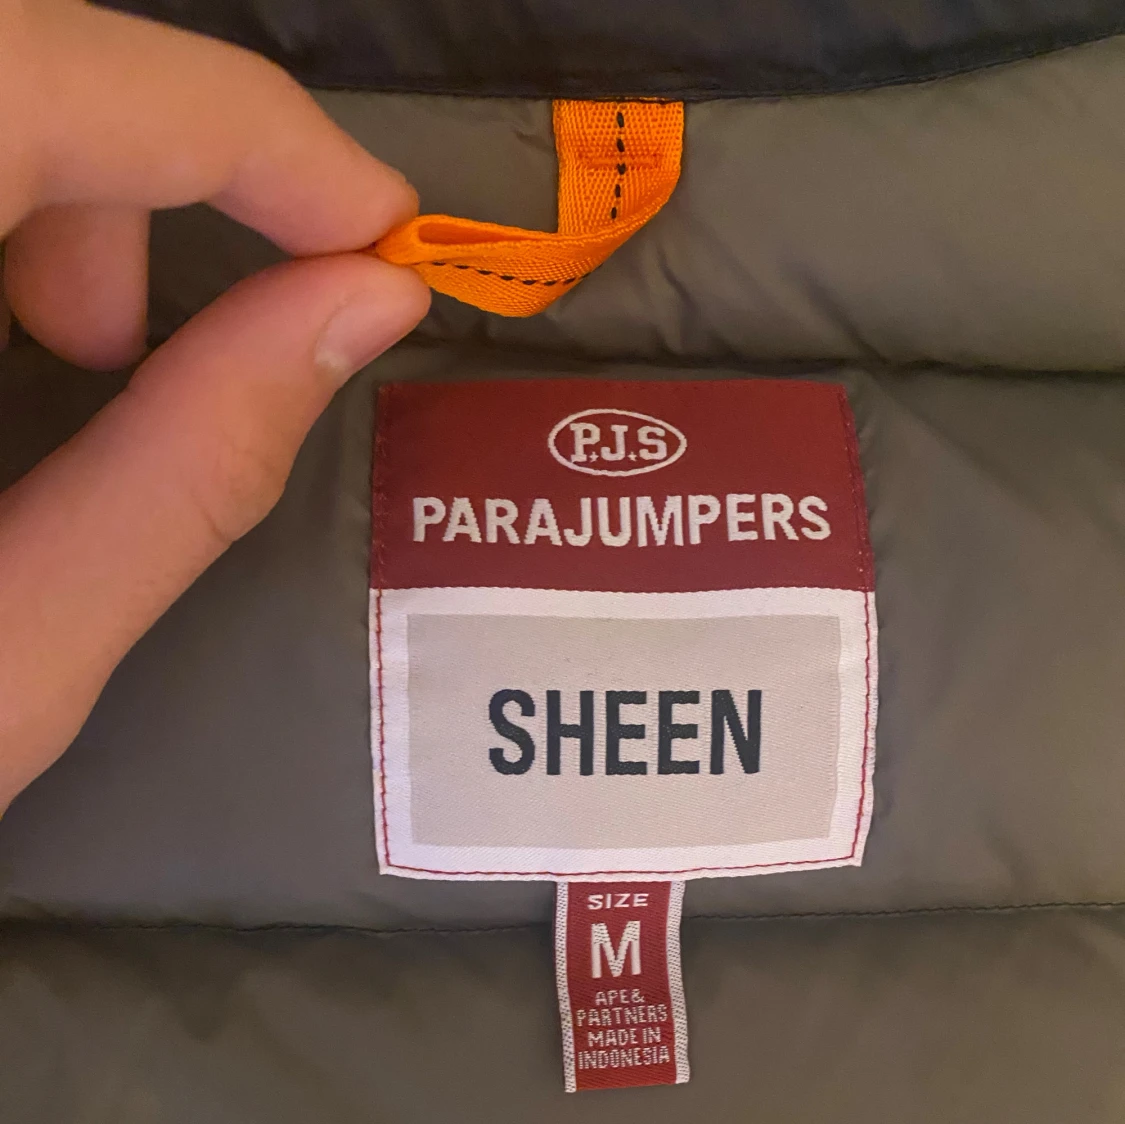 P.J.S
PARAJUMPERS
SHEEN
SIZE
M
APE&
PARTNERS
MADE IN
INDONESIA